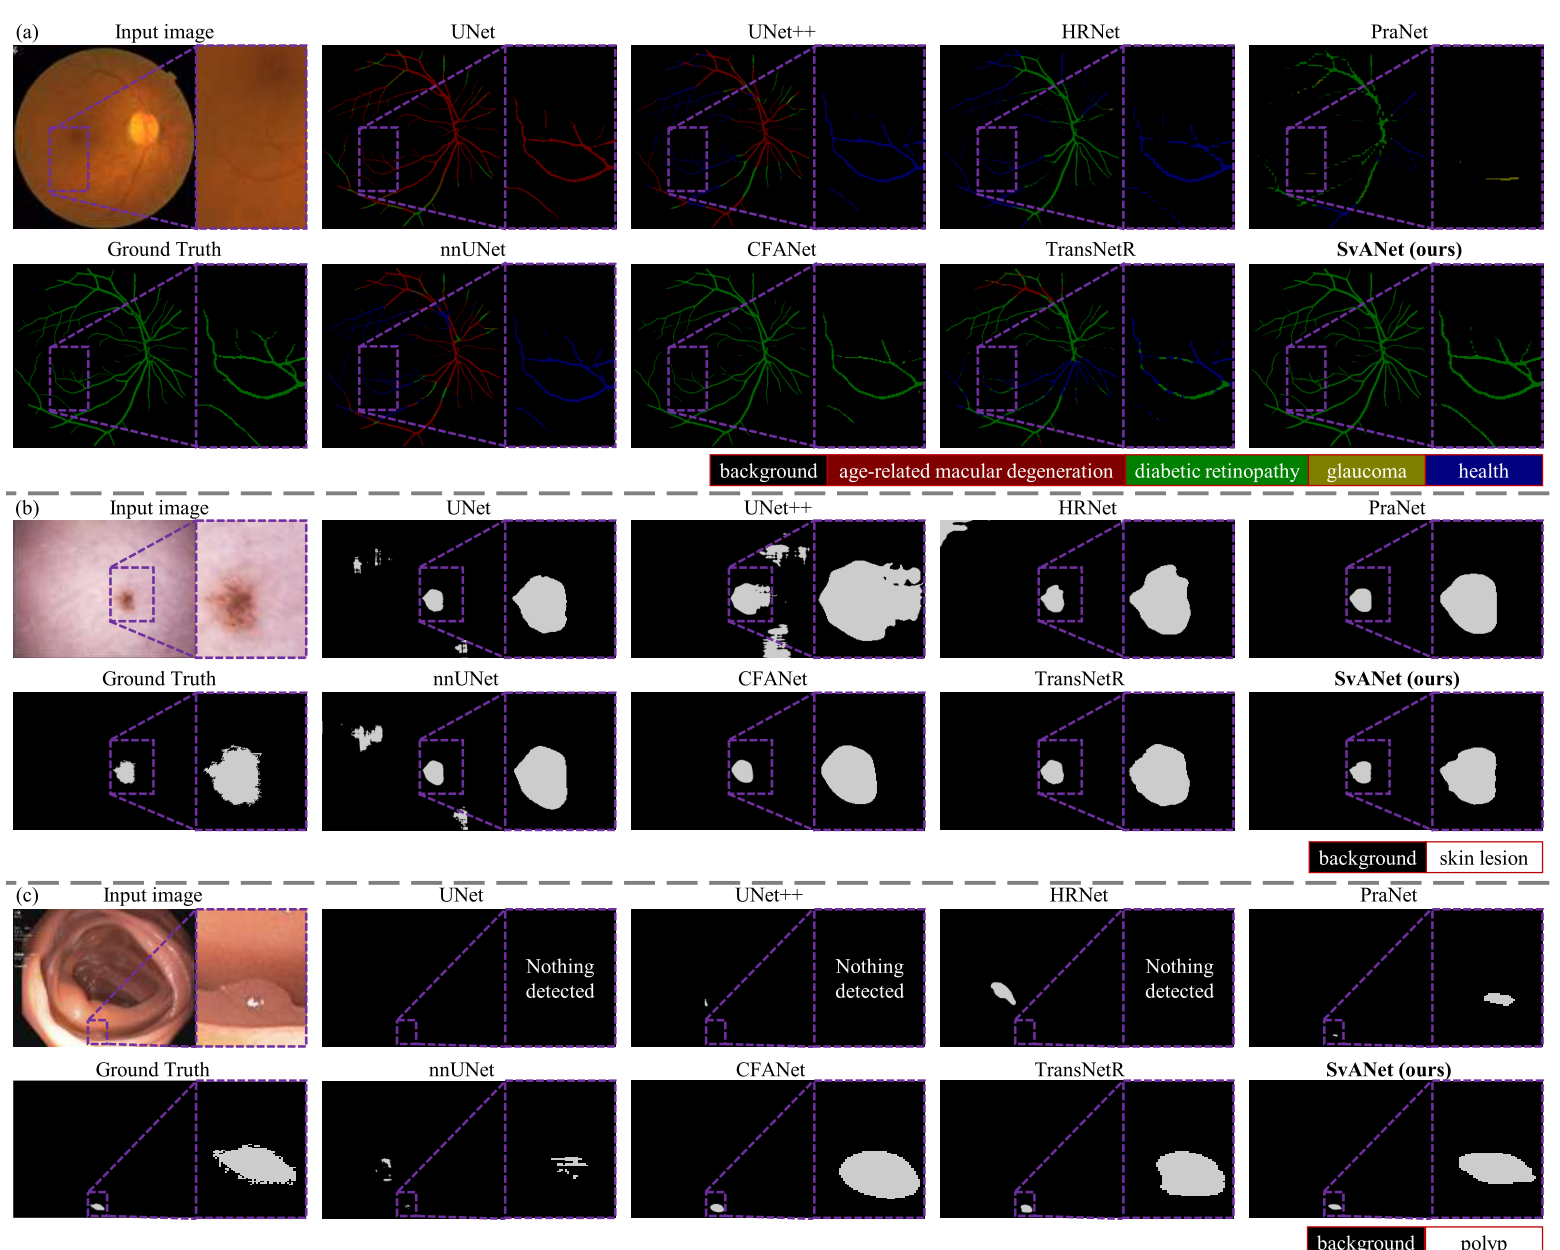 (a) Input image UNet UNet++ HRNet PraNet
Ground Truth nnUNet CFANet TransNetR SvANet (ours)
background age-related macular degeneration diabetic retinopathy glaucoma health
(b) Input image UNet UNet++ HRNet PraNet
Ground Truth nnUNet CFANet TransNetR SvANet (ours)
background skin lesion
(c) Input image UNet UNet++ HRNet PraNet
Nothing detected Nothing detected Nothing detected
Ground Truth nnUNet CFANet TransNetR SvANet (ours)
background polyp